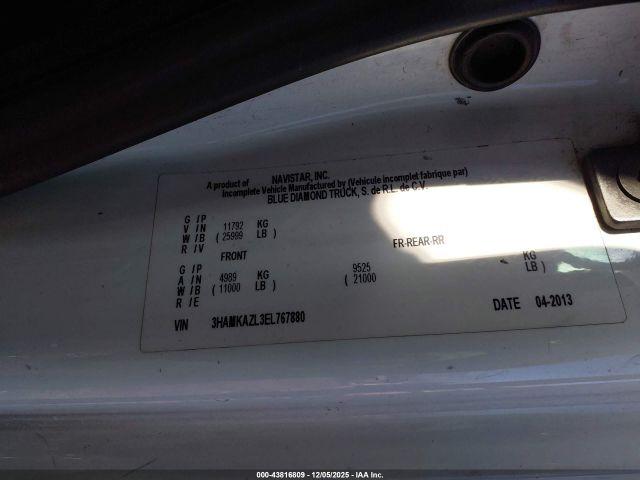 A product of NAVISTAR, INC.
Incomplete Vehicle Manufactured by (Vehicule incomplet fabrique par)
BLUE DIAMOND TRUCK, S. de R.L. de C.V.
G /P
V /N 11792 KG
W /B ( 25999 LB )
R /V
FRONT FR-REAR-RR
G /P
A /N 4989 KG 9525 KG
W /B ( 11000 LB ) ( 21000 LB )
R /E
VIN 3HAMKAZL3EL767880 DATE 04-2013
000-43816809 - 12/05/2025 - IAA Inc.